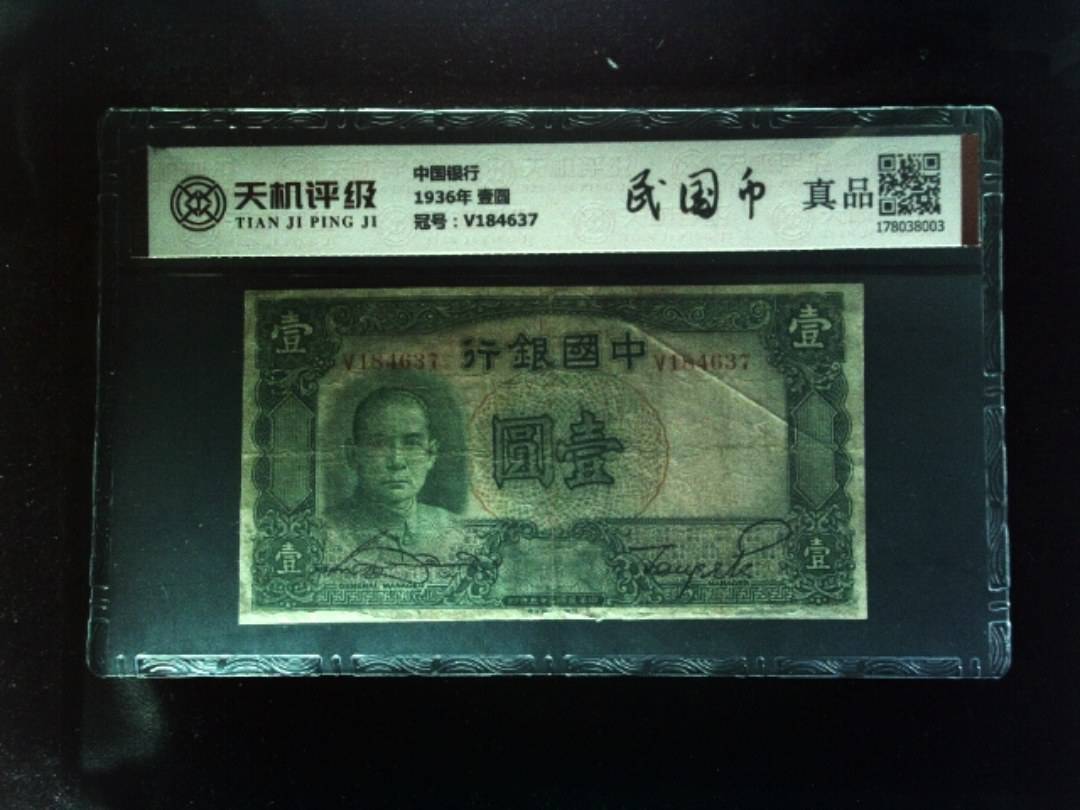 天机评级
TIAN JI PING JI
中国银行
1936年 壹圆
冠号：V184637
民国币
真品
178038003
壹
壹
V184637
行銀國中
V184637
圓壹
壹
壹
GENERAL MANAGER
MANAGER